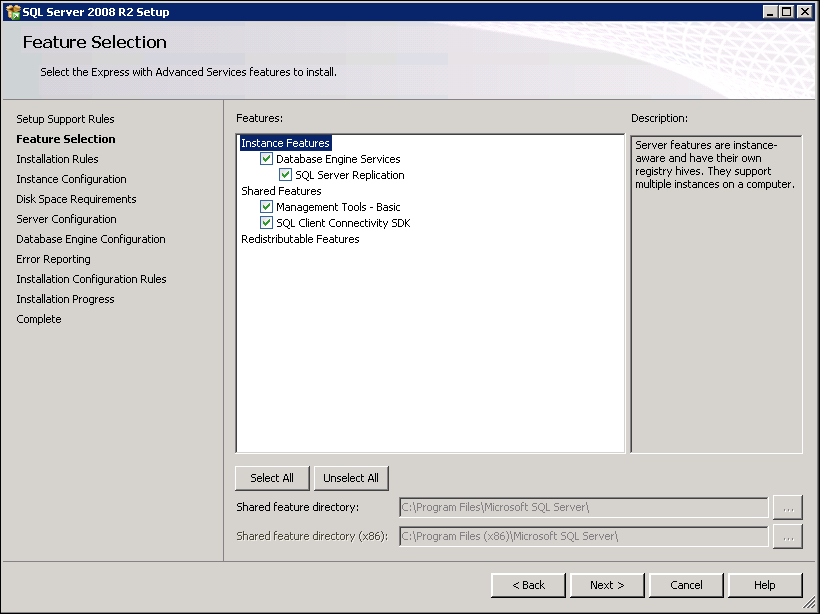 SQL Server 2008 R2 Setup
Feature Selection
Select the Express with Advanced Services features to install.
Setup Support Rules
Feature Selection
Installation Rules
Instance Configuration
Disk Space Requirements
Server Configuration
Database Engine Configuration
Error Reporting
Installation Configuration Rules
Installation Progress
Complete
Features:
Instance Features
Database Engine Services
SQL Server Replication
Shared Features
Management Tools - Basic
SQL Client Connectivity SDK
Redistributable Features
Description:
Server features are instance-
aware and have their own
registry hives. They support
multiple instances on a computer.
Select All
Unselect All
Shared feature directory:
C:\Program Files\Microsoft SQL Server\
...
Shared feature directory (x86):
C:\Program Files (x86)\Microsoft SQL Server\
...
< Back
Next >
Cancel
Help